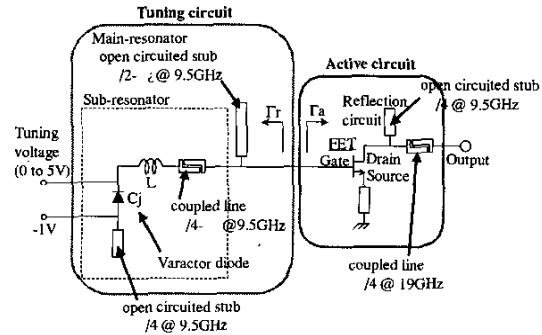 Tuning circuit
Main-resonator
open circuited stub
/2- ¿@ 9.5GHz
Sub-resonator
Γr
Γa
Active circuit
open circuited stub
/4 @ 9.5GHz
Reflection
circuit
Tuning
voltage
(0 to 5V)
L
Cj
coupled line
/4- @9.5GHz
FET
Gate
Drain
Source
Output
-1V
Varactor diode
coupled line
/4 @ 19GHz
open circuited stub
/4 @ 9.5GHz